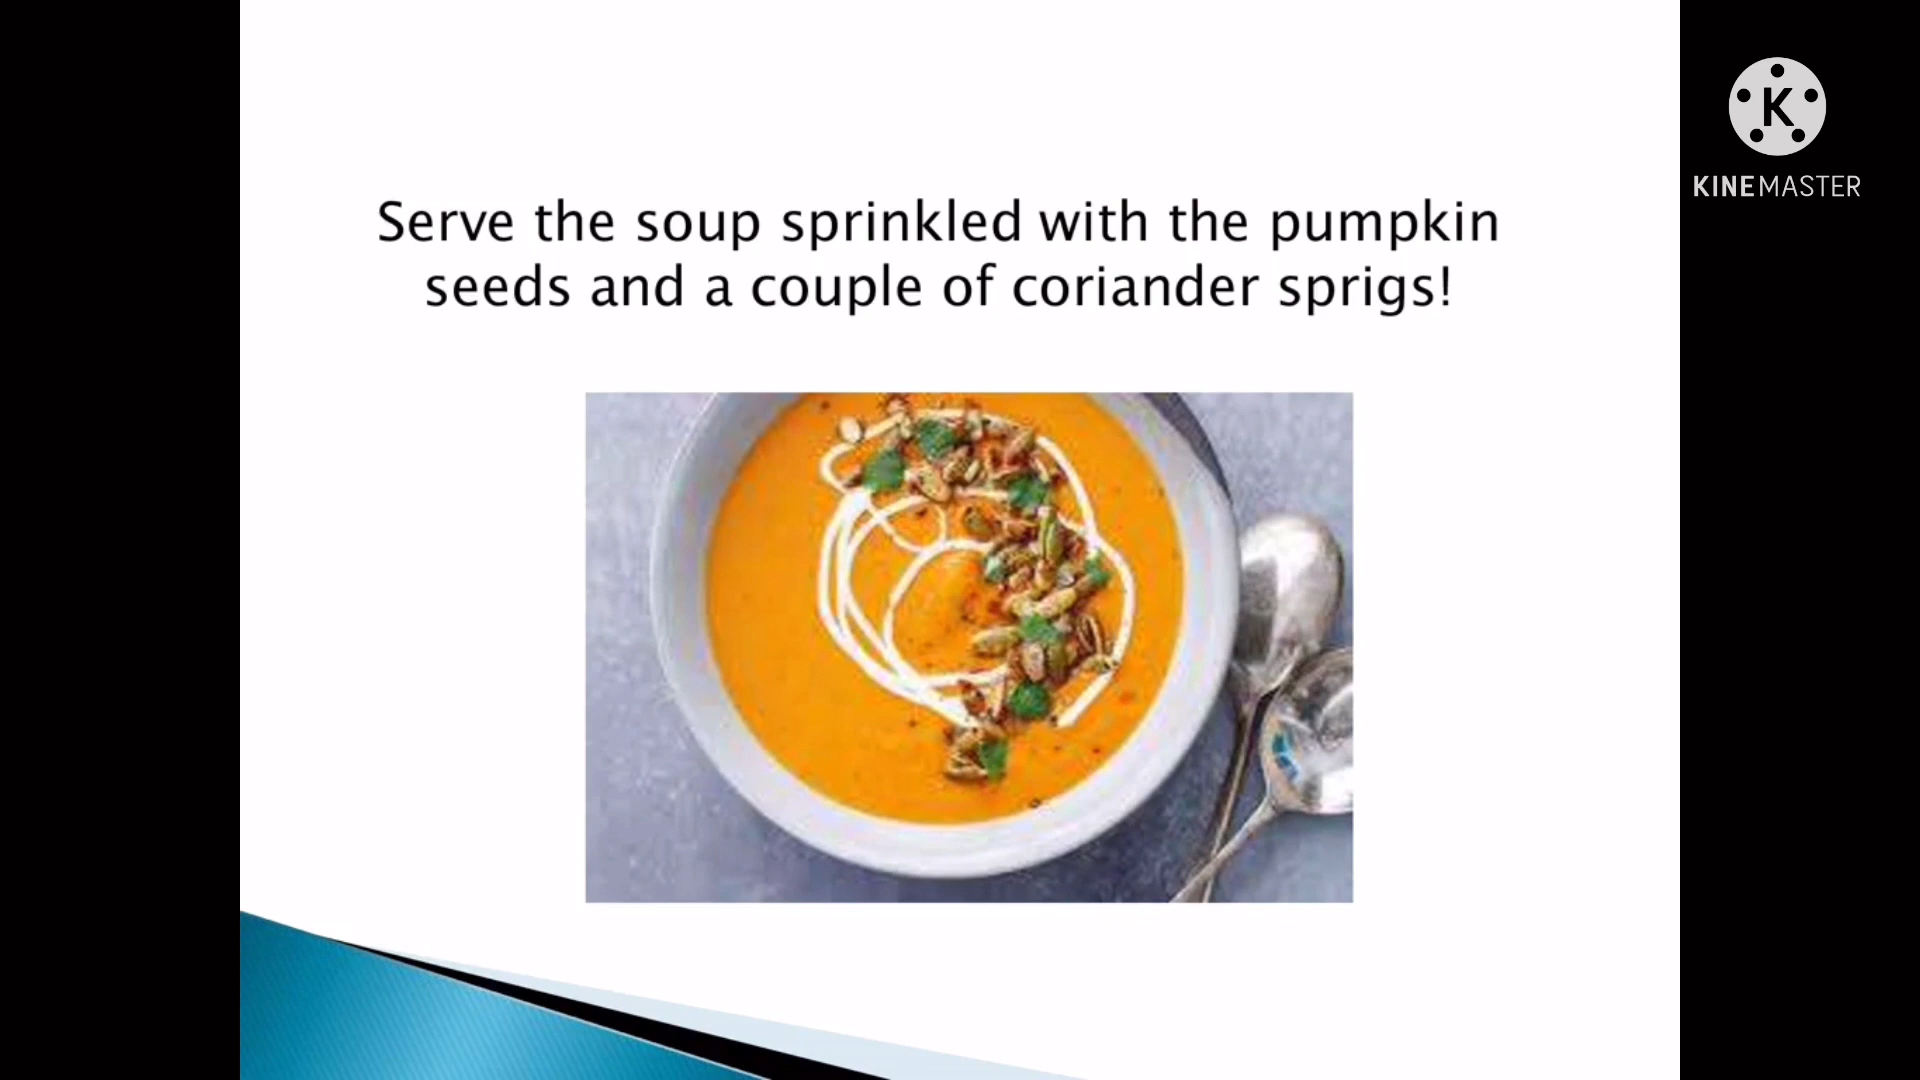 Serve the soup sprinkled with the pumpkin
seeds and a couple of coriander sprigs!
K
KINEMASTER